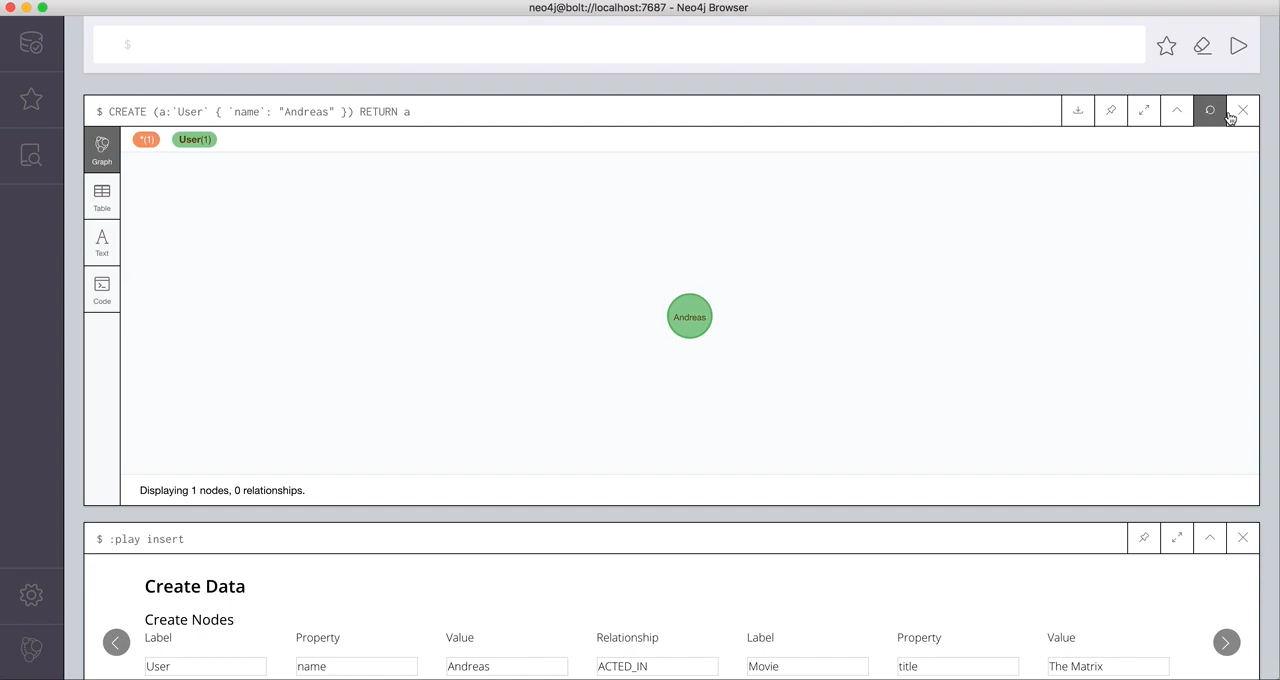 neo4j@bolt://localhost:7687 - Neo4j Browser
$
$ CREATE (a:`User` { `name`: "Andreas" }) RETURN a
*(1) User(1)
Graph
Table
A
Text
Code
Andreas
Displaying 1 nodes, 0 relationships.
$ :play insert
Create Data
Create Nodes
Label Property Value Relationship Label Property Value
User name Andreas ACTED_IN Movie title The Matrix